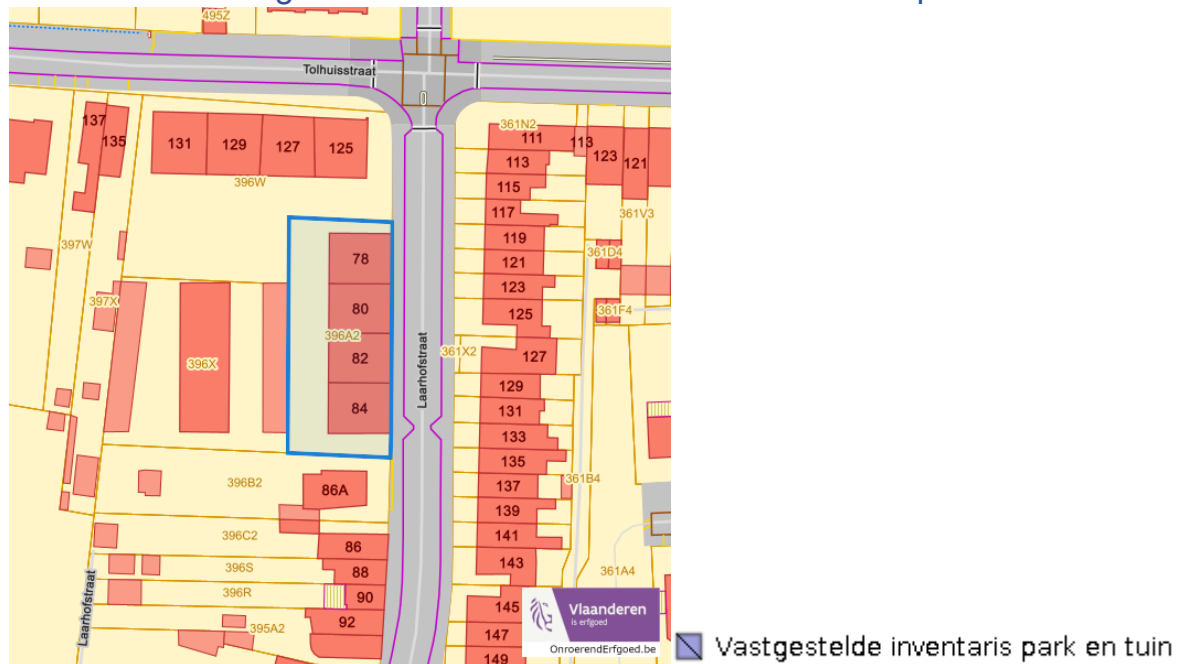 495Z
Tolhuisstraat
137
135
131
129
127
125
396W
361N2
111
113
123
121
113
115
117
361V3
119
397W
361D4
121
78
123
397X
80
125
361F4
396A2
361X2
127
82
396X
Laarhofstraat
129
84
131
133
135
361B4
396B2
86A
137
139
396C2
86
141
143
361A4
396S
88
396R
90
Laarhofstraat
145
Vlaanderen
is erfgoed
92
395A2
147
OnroerendErfgoed.be
149
Vastgestelde inventaris park en tuin